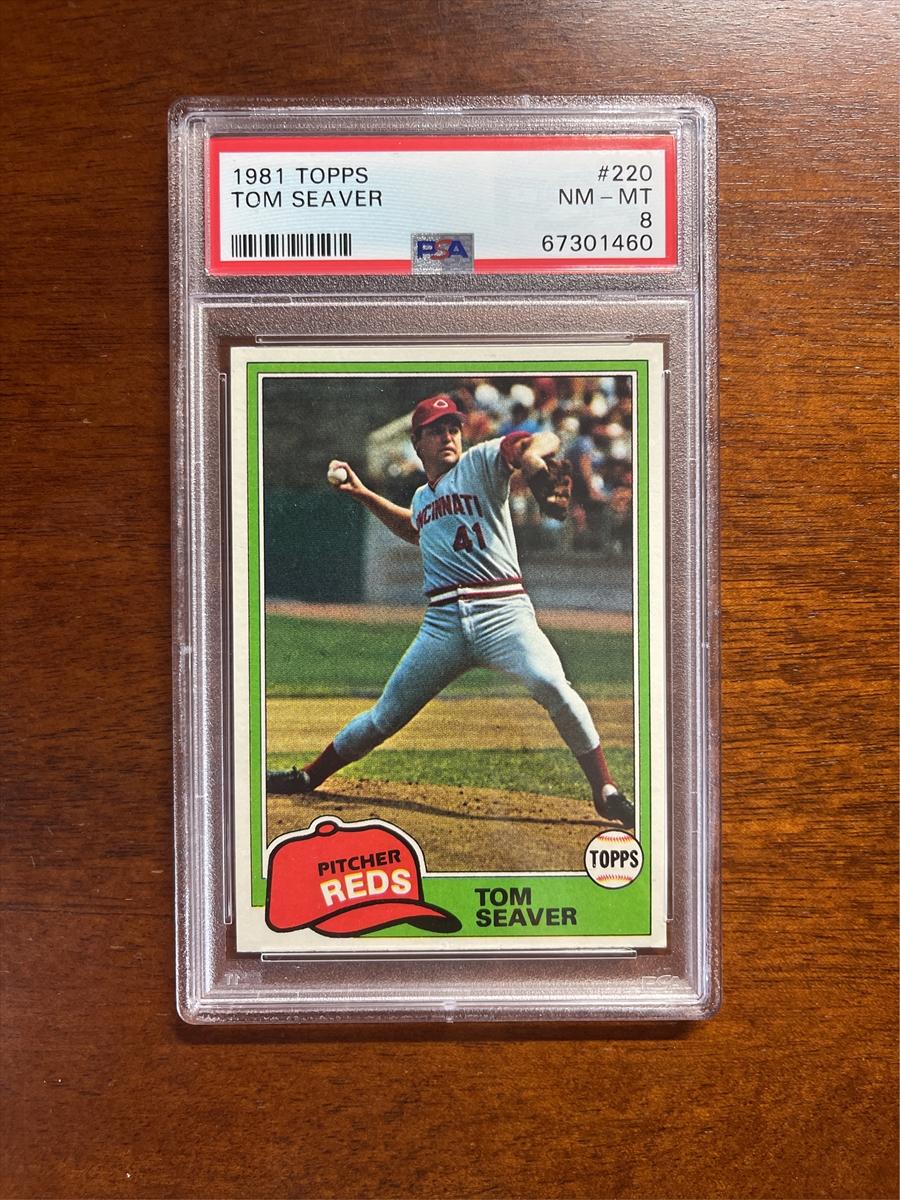 1981 TOPPS #220
TOM SEAVER NM - MT
8
PSA 67301460
CINCINNATI
41
PITCHER
REDS
TOPPS
TOM
SEAVER